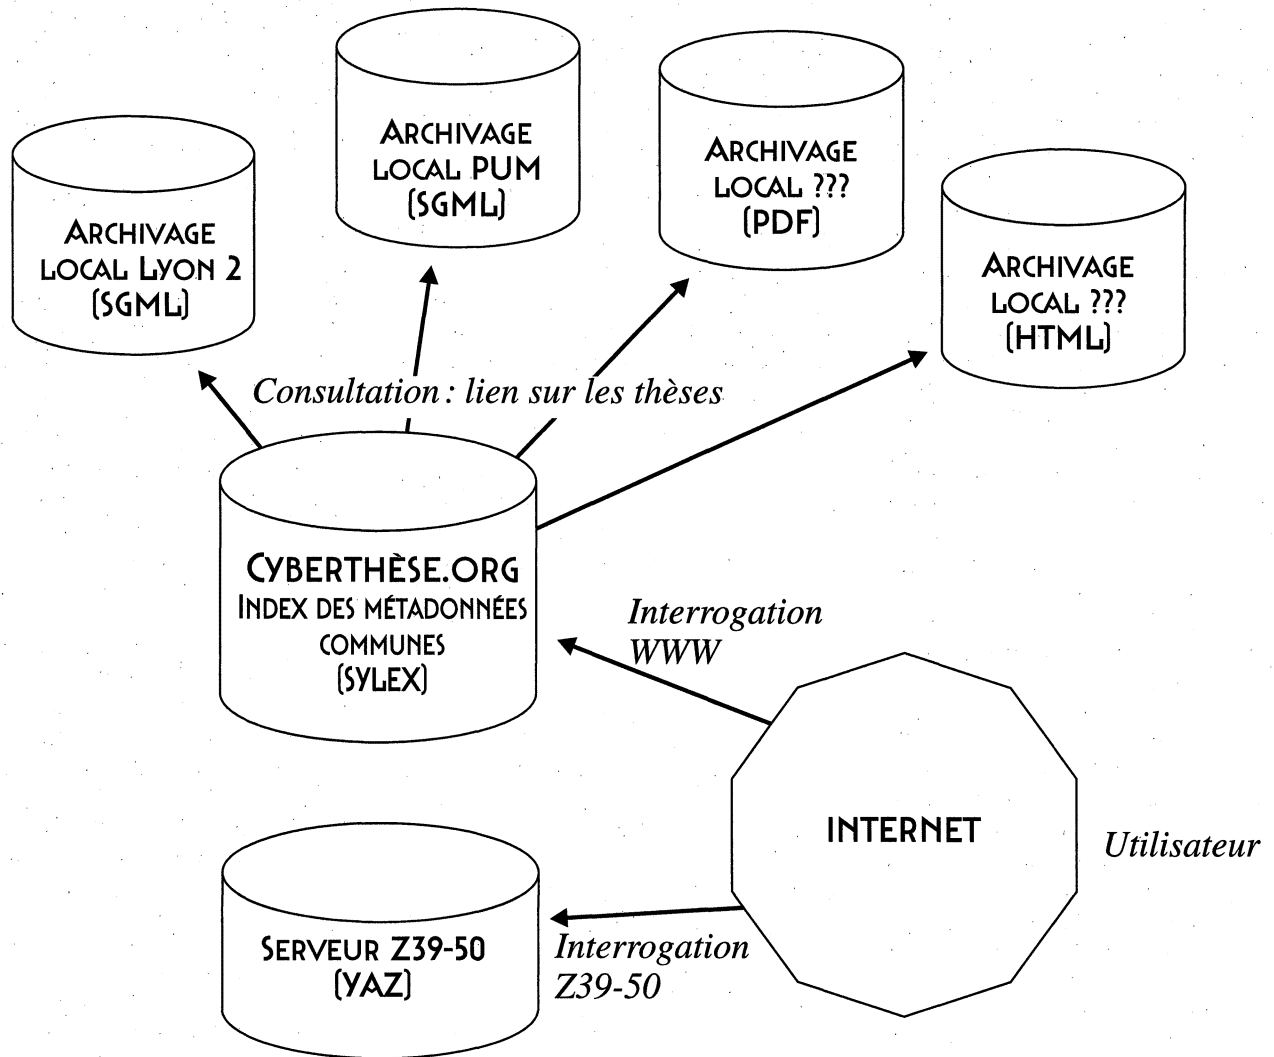 Archivage
local PUM
(SGML)
Archivage
local ???
(PDF)
Archivage
local Lyon 2
(SGML)
Archivage
local ???
(HTML)
Consultation : lien sur les thèses
Cyberthèse.org
Index des métadonnées
communes
(SYLEX)
Interrogation
WWW
INTERNET
Utilisateur
Serveur Z39-50
(YAZ)
Interrogation
Z39-50